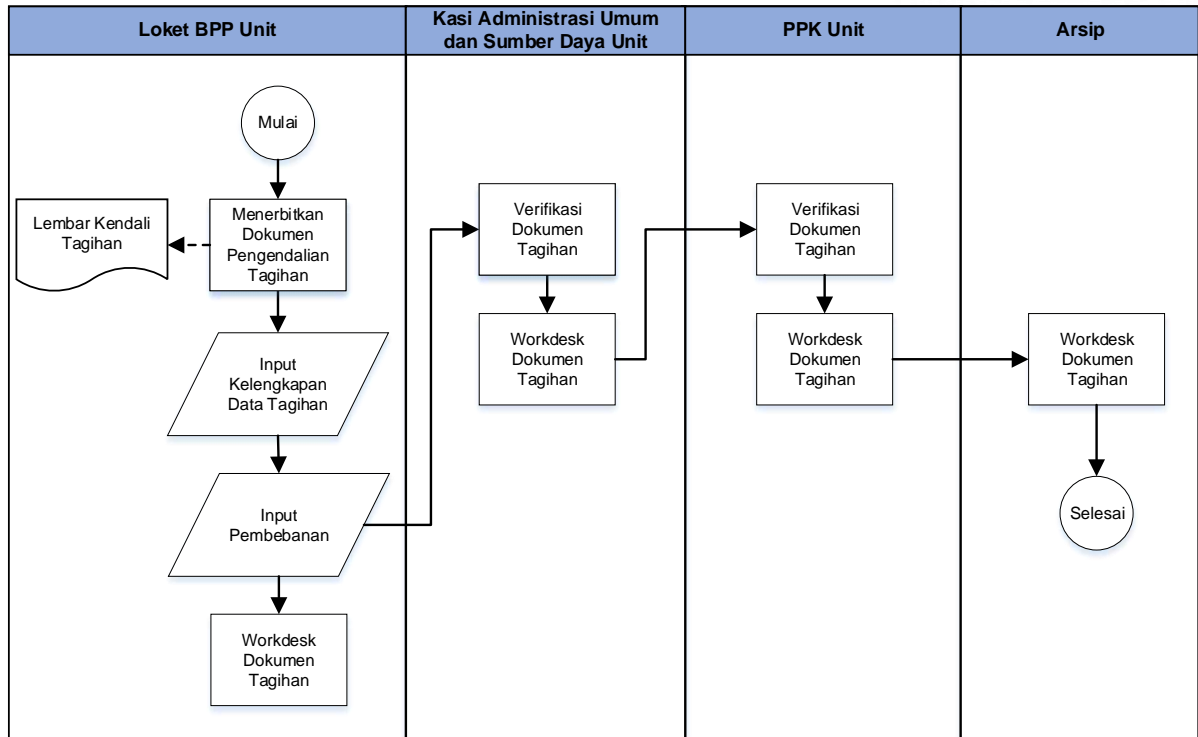 Loket BPP Unit
Kasi Administrasi Umum
dan Sumber Daya Unit
PPK Unit
Arsip
Mulai
Lembar Kendali
Tagihan
Menerbitkan
Dokumen
Pengendalian
Tagihan
Input
Kelengkapan
Data Tagihan
Input
Pembebanan
Workdesk
Dokumen
Tagihan
Verifikasi
Dokumen
Tagihan
Workdesk
Dokumen
Tagihan
Verifikasi
Dokumen
Tagihan
Workdesk
Dokumen
Tagihan
Workdesk
Dokumen
Tagihan
Selesai